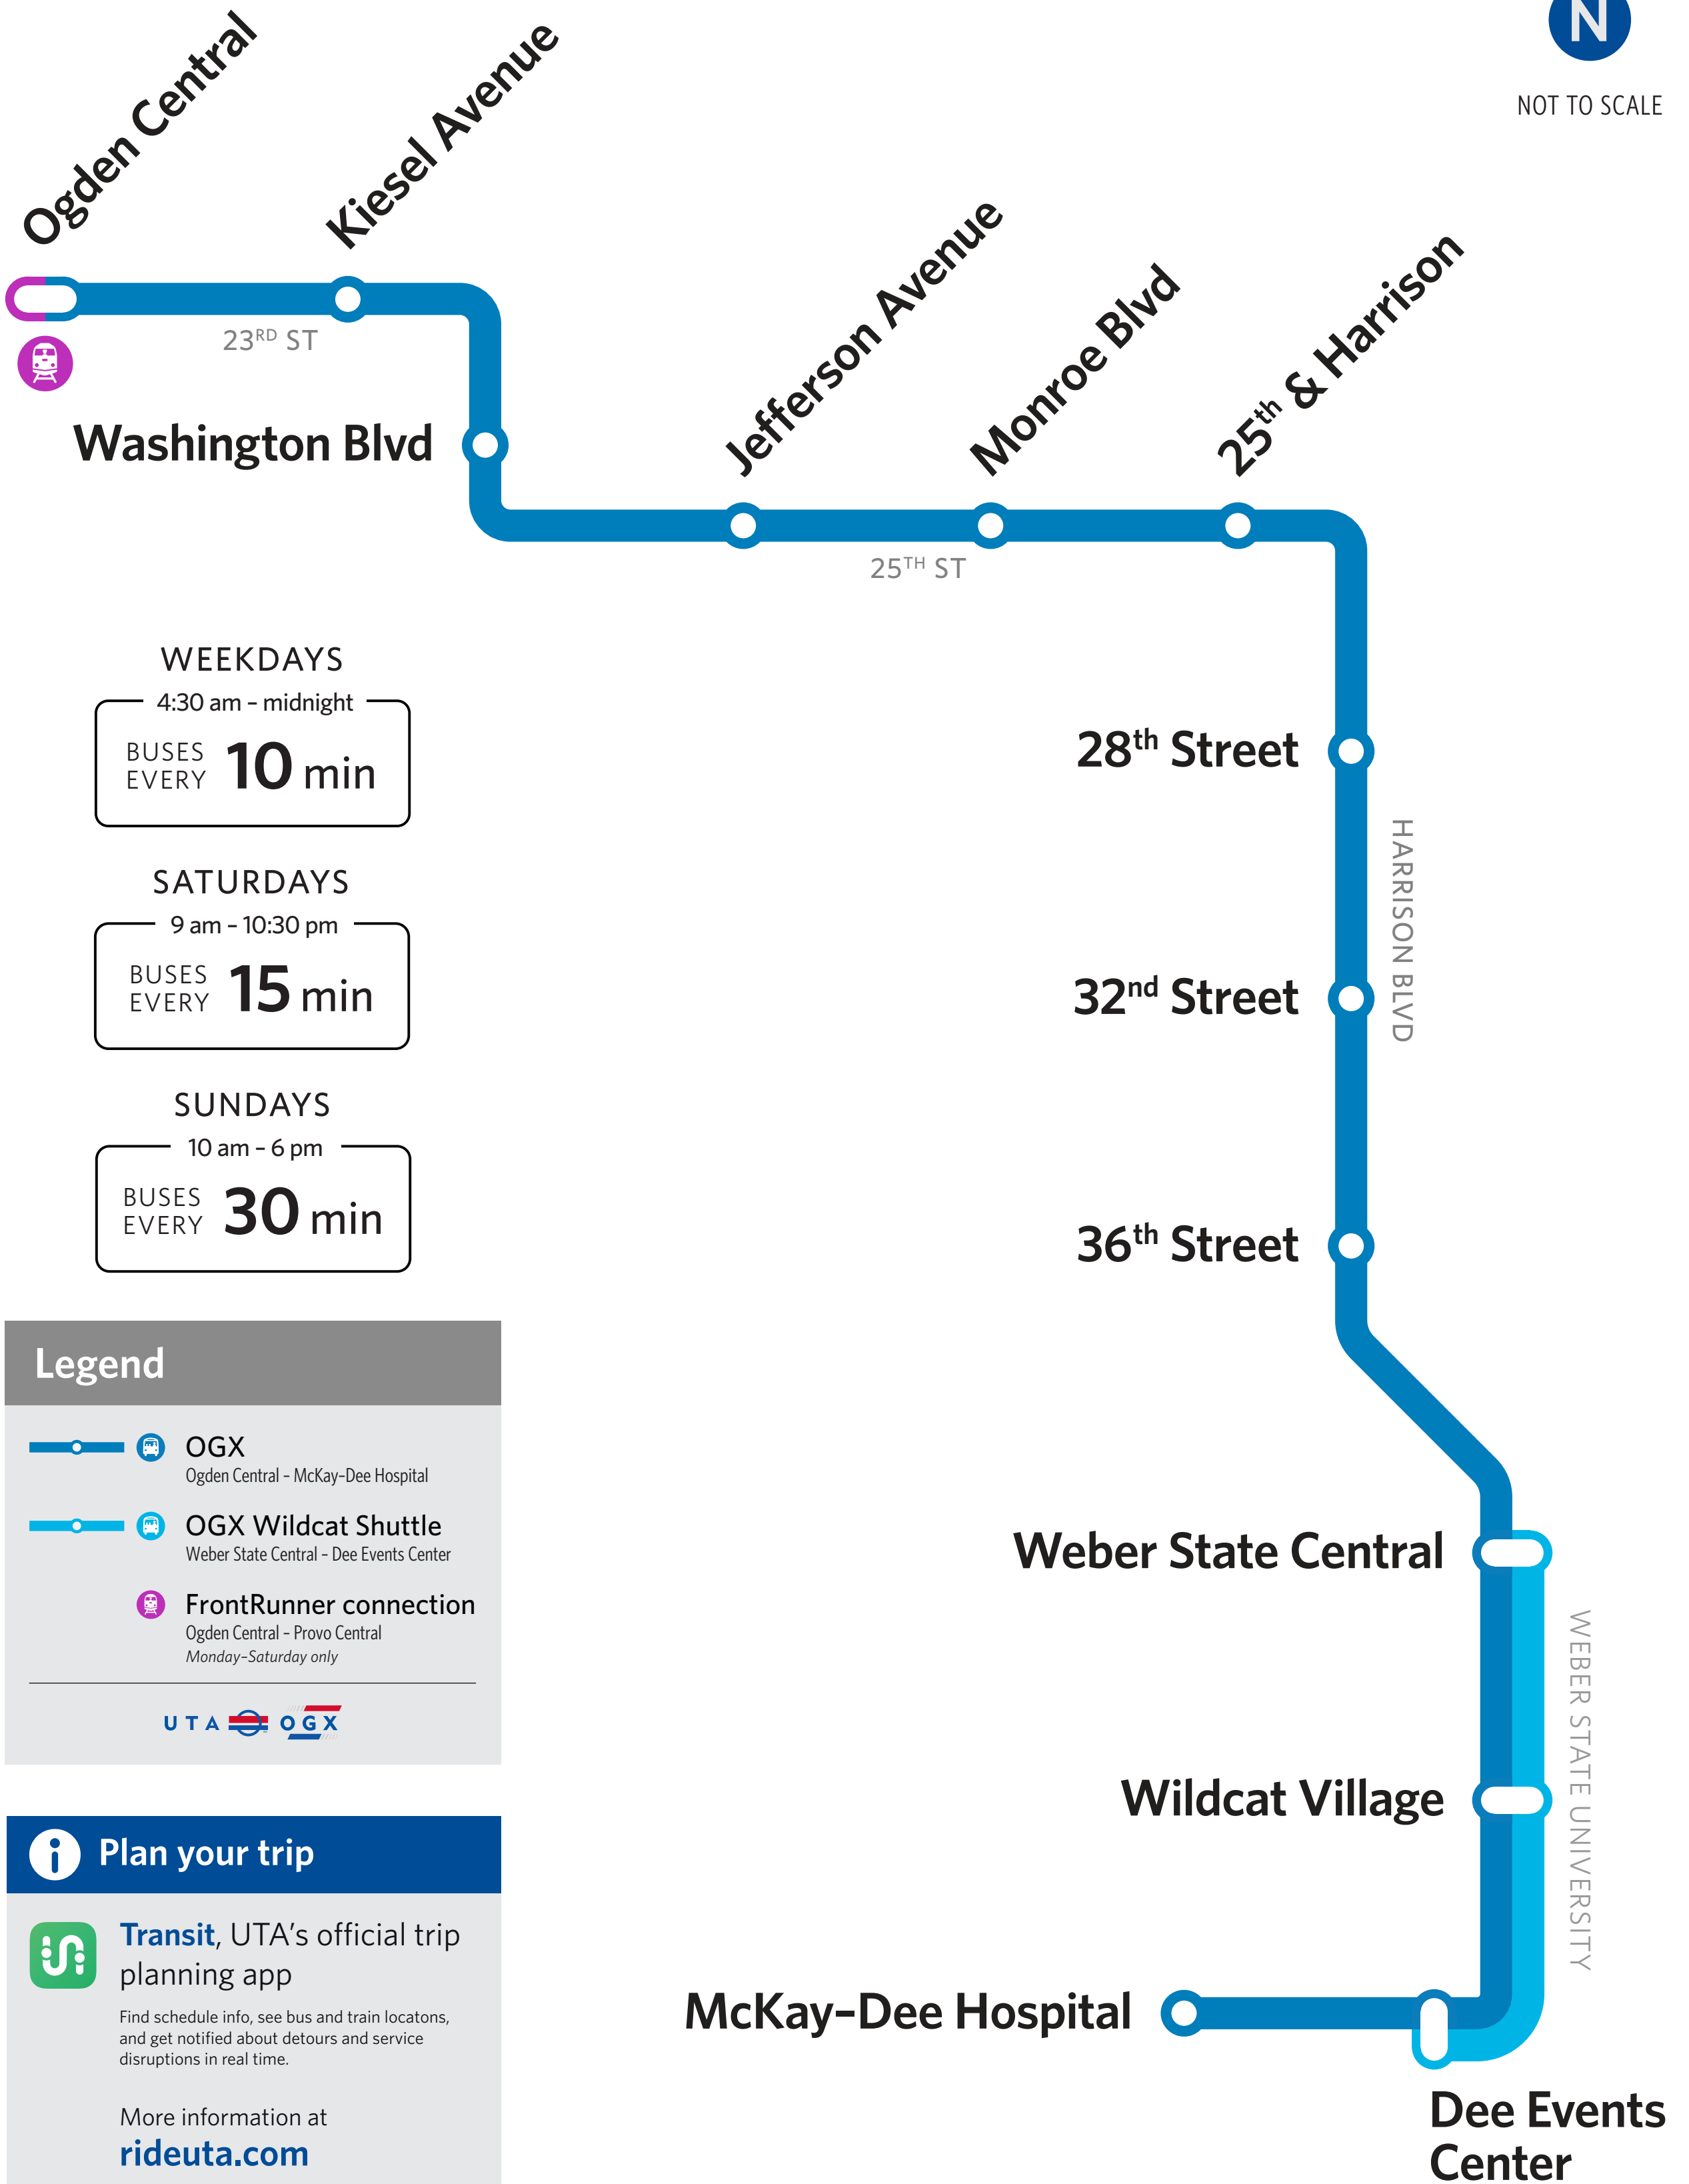 N
NOT TO SCALE
Ogden Central
Kiesel Avenue
23RD ST
Washington Blvd
Jefferson Avenue
Monroe Blvd
25th & Harrison
25TH ST
WEEKDAYS
4:30 am – midnight
BUSES
EVERY
10 min
SATURDAYS
9 am – 10:30 pm
BUSES
EVERY
15 min
SUNDAYS
10 am – 6 pm
BUSES
EVERY
30 min
28th Street
HARRISON BLVD
32nd Street
36th Street
Weber State Central
WEBER STATE UNIVERSITY
Wildcat Village
McKay–Dee Hospital
Dee Events
Center
Legend
OGX
Ogden Central – McKay–Dee Hospital
OGX Wildcat Shuttle
Weber State Central – Dee Events Center
FrontRunner connection
Ogden Central – Provo Central
Monday–Saturday only
UTA OGX
Plan your trip
Transit, UTA’s official trip
planning app
Find schedule info, see bus and train locatons,
and get notified about detours and service
disruptions in real time.
More information at
rideuta.com